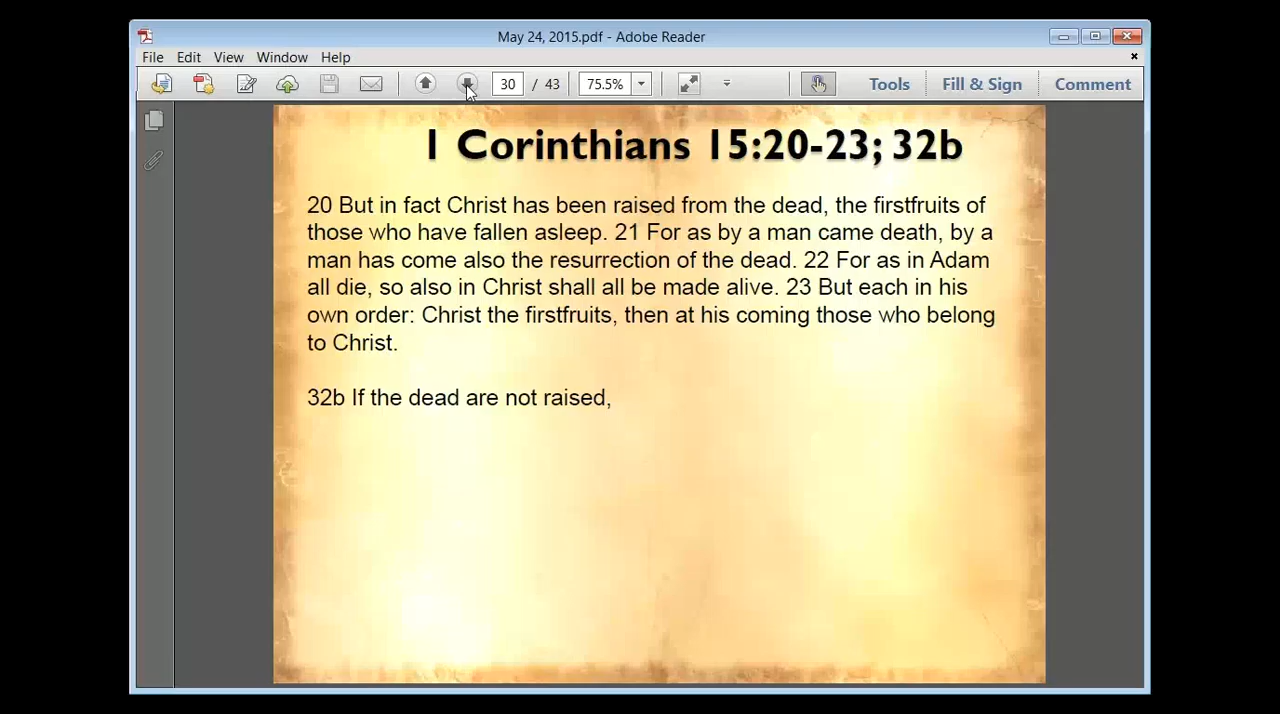 May 24, 2015.pdf - Adobe Reader
File Edit View Window Help
30 / 43 75.5% Tools Fill & Sign Comment
1 Corinthians 15:20-23; 32b
20 But in fact Christ has been raised from the dead, the firstfruits of
those who have fallen asleep. 21 For as by a man came death, by a
man has come also the resurrection of the dead. 22 For as in Adam
all die, so also in Christ shall all be made alive. 23 But each in his
own order: Christ the firstfruits, then at his coming those who belong
to Christ.
32b If the dead are not raised,